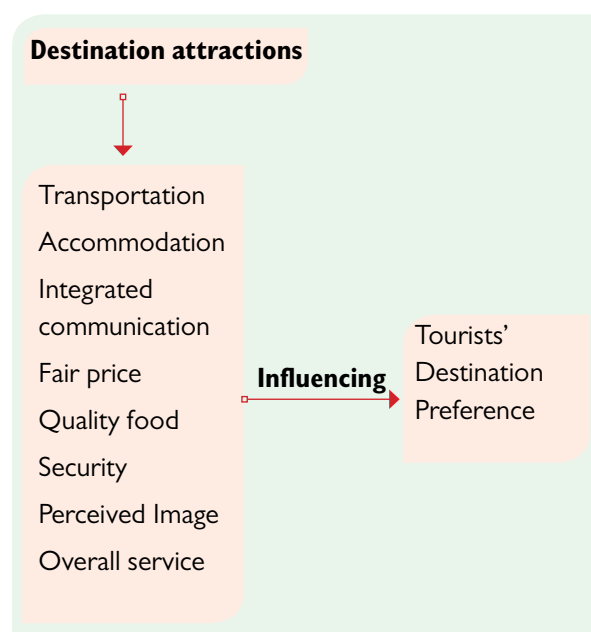 Destination attractions
Transportation
Accommodation
Integrated
communication
Fair price
Quality food
Security
Perceived Image
Overall service
Influencing
Tourists’
Destination
Preference